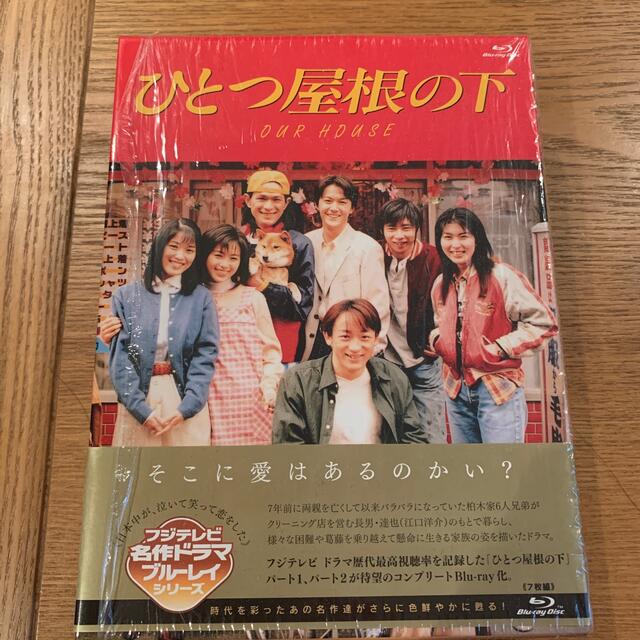 Blu-ray Disc
ひとつ屋根の下
OUR HOUSE
そこに愛はあるのかい?
《日本中が、泣いて笑って恋をした》
フジテレビ
名作ドラマ
ブルーレイ
シリーズ
7年前に両親を亡くして以来バラバラになっていた柏木家6人兄弟が
クリーニング店を営む長男・達也(江口洋介)のもとで暮らし、
様々な困難や葛藤を乗り越えて懸命に生きる家族の姿を描いたドラマ。
フジテレビ ドラマ歴代最高視聴率を記録した「ひとつ屋根の下」
パート1、パート2が待望のコンプリートBlu-ray化。
《7枚組》
時代を彩ったあの名作達がさらに色鮮やかに甦る!
Blu-ray Disc